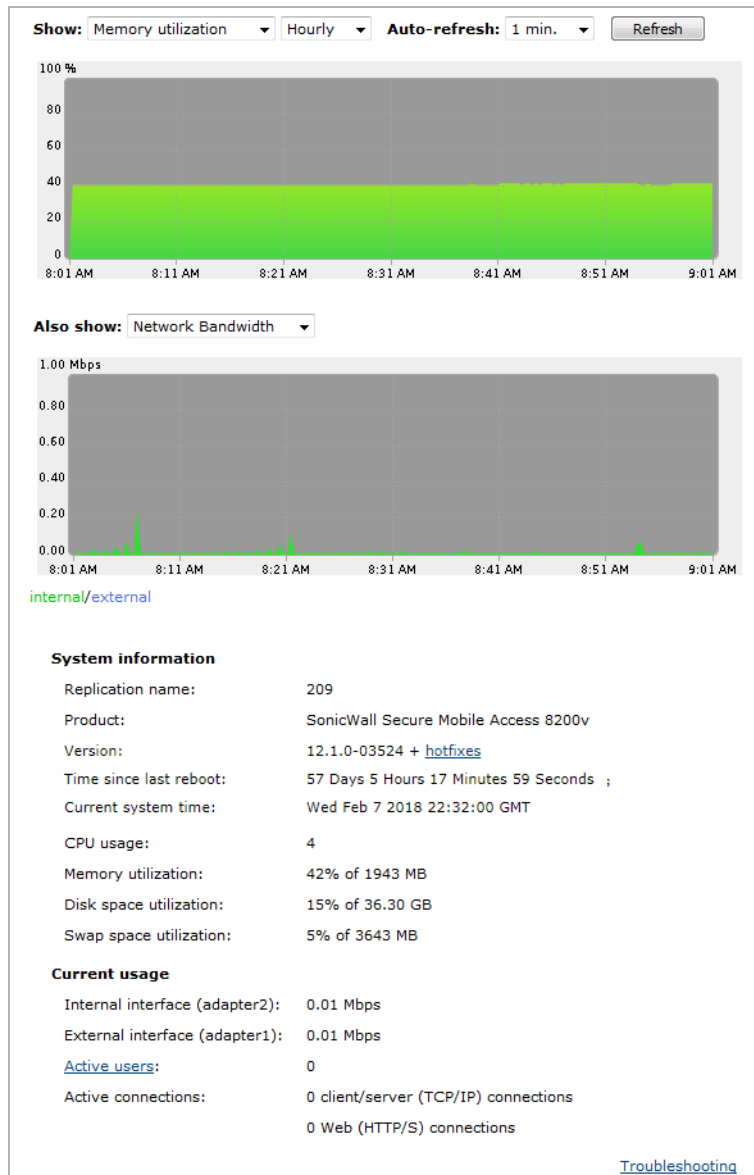 Show: Memory utilization Hourly Auto-refresh: 1 min. Refresh
100 %
80
60
40
20
0
8:01 AM 8:11 AM 8:21 AM 8:31 AM 8:41 AM 8:51 AM 9:01 AM
Also show: Network Bandwidth
1.00 Mbps
0.80
0.60
0.40
0.20
0.00
8:01 AM 8:11 AM 8:21 AM 8:31 AM 8:41 AM 8:51 AM 9:01 AM
internal/external
System information
Replication name: 209
Product: SonicWall Secure Mobile Access 8200v
Version: 12.1.0-03524 + hotfixes
Time since last reboot: 57 Days 5 Hours 17 Minutes 59 Seconds ;
Current system time: Wed Feb 7 2018 22:32:00 GMT
CPU usage: 4
Memory utilization: 42% of 1943 MB
Disk space utilization: 15% of 36.30 GB
Swap space utilization: 5% of 3643 MB
Current usage
Internal interface (adapter2): 0.01 Mbps
External interface (adapter1): 0.01 Mbps
Active users: 0
Active connections: 0 client/server (TCP/IP) connections
0 Web (HTTP/S) connections
Troubleshooting